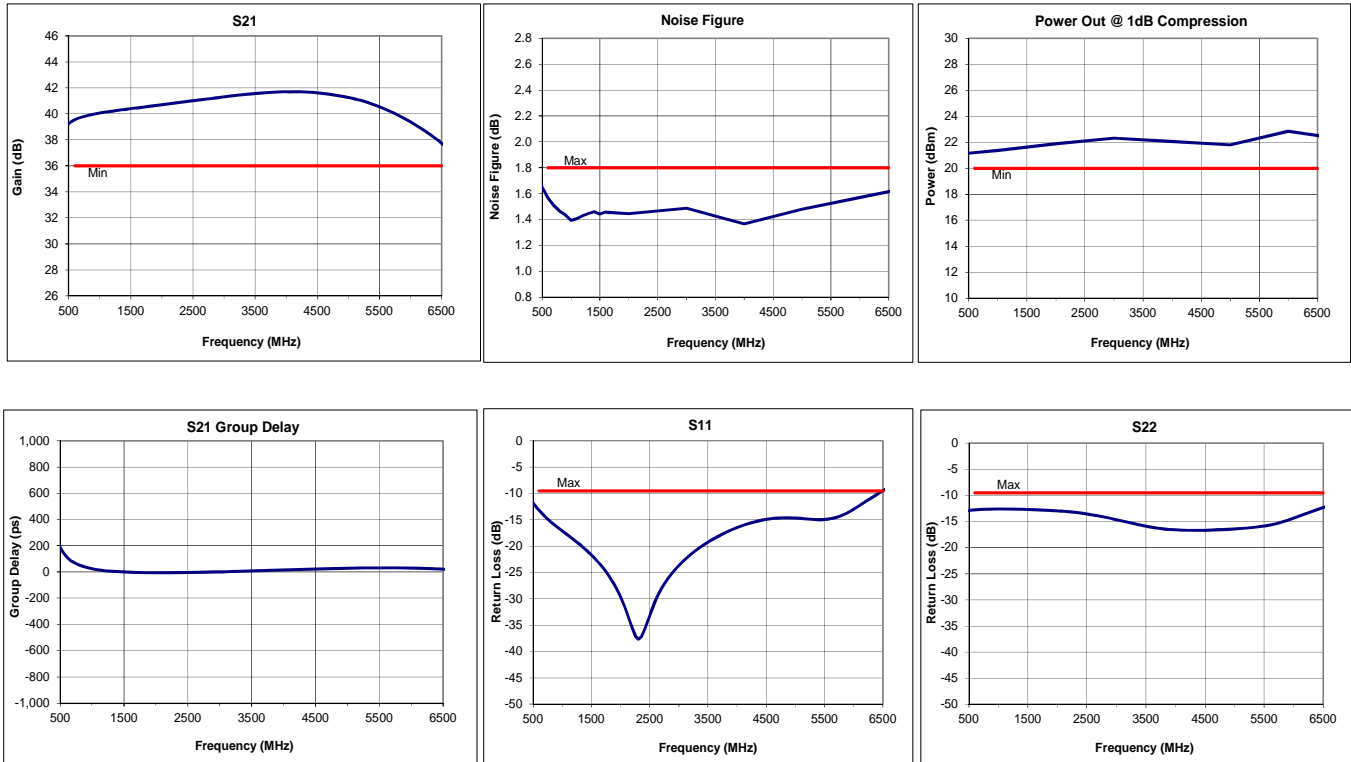 S21
Gain (dB)
46
44
42
40
38
36
34
32
30
28
26
Min
500 1500 2500 3500 4500 5500 6500
Frequency (MHz)
Noise Figure
Noise Figure (dB)
2.8
2.6
2.4
2.2
2.0
1.8
1.6
1.4
1.2
1.0
0.8
Max
500 1500 2500 3500 4500 5500 6500
Frequency (MHz)
Power Out @ 1dB Compression
Power (dBm)
30
28
26
24
22
20
18
16
14
12
10
Min
500 1500 2500 3500 4500 5500 6500
Frequency (MHz)
S21 Group Delay
Group Delay (ps)
1,000
800
600
400
200
0
-200
-400
-600
-800
-1,000
500 1500 2500 3500 4500 5500 6500
Frequency (MHz)
S11
Return Loss (dB)
0
-5
-10
-15
-20
-25
-30
-35
-40
-45
-50
Max
500 1500 2500 3500 4500 5500 6500
Frequency (MHz)
S22
Return Loss (dB)
0
-5
-10
-15
-20
-25
-30
-35
-40
-45
-50
Max
500 1500 2500 3500 4500 5500 6500
Frequency (MHz)